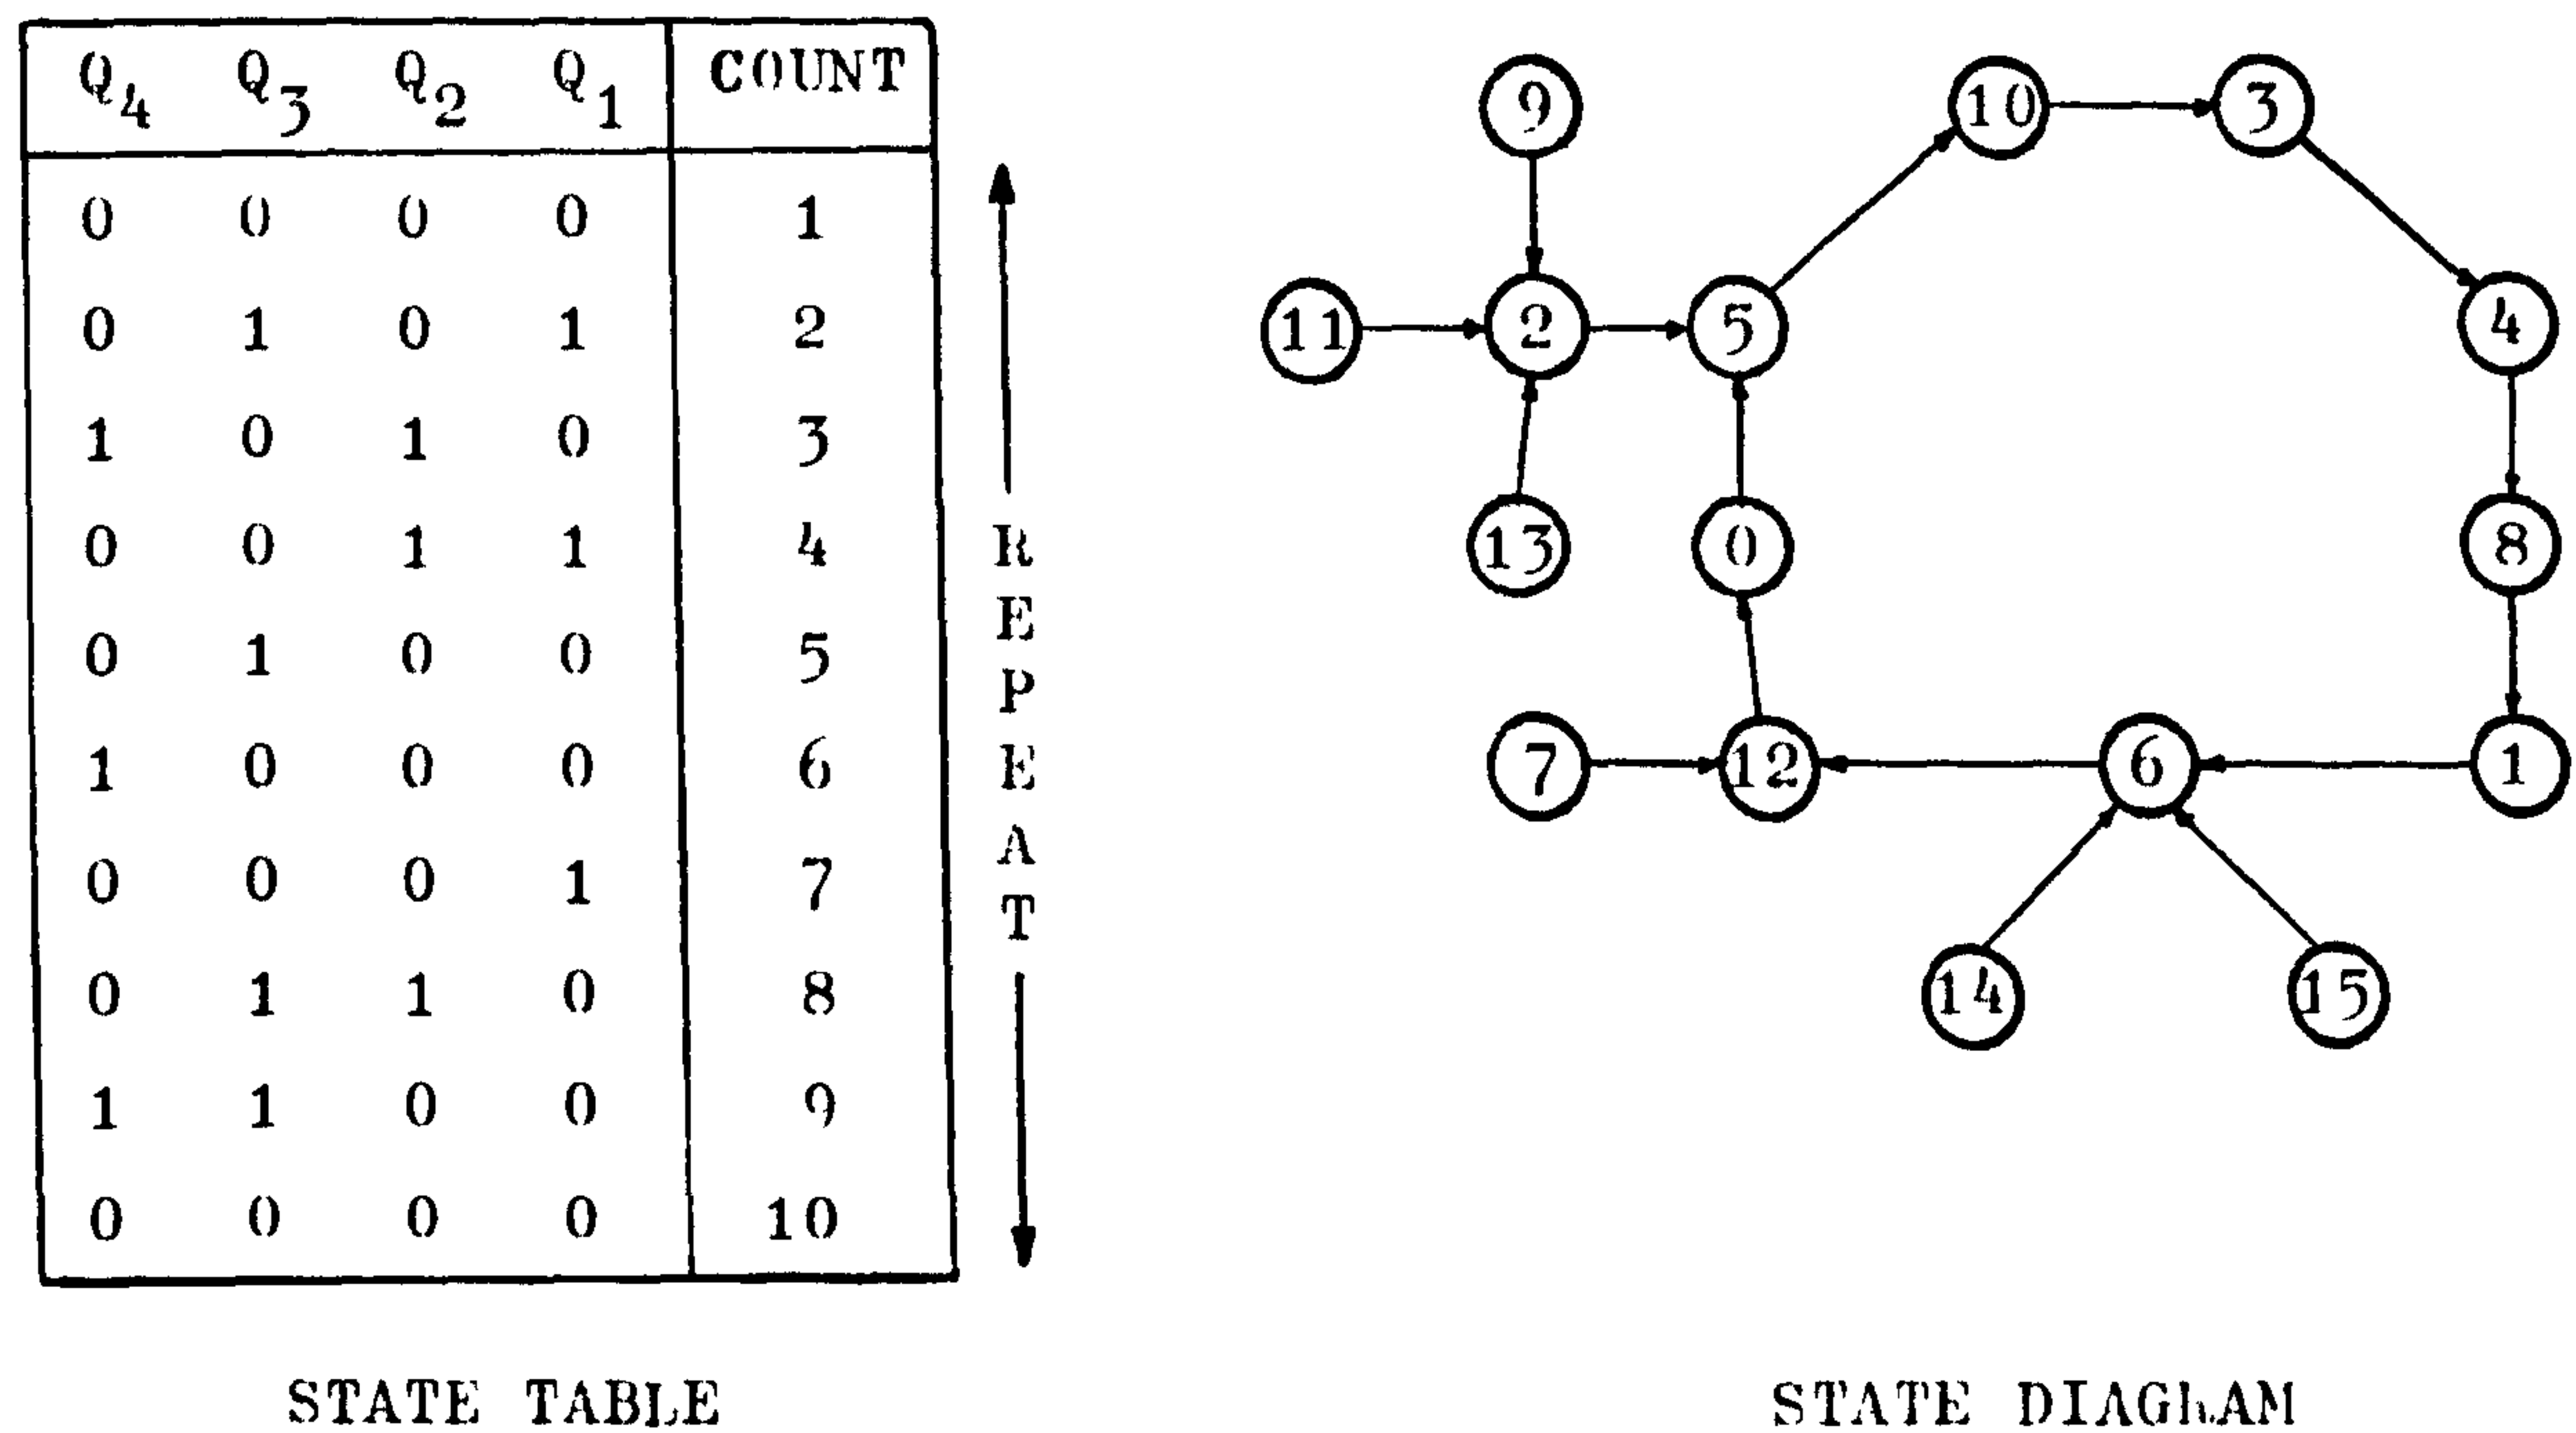 Q4 Q3 Q2 Q1 COUNT
0 0 0 0 1
0 1 0 1 2
1 0 1 0 3
0 0 1 1 4
0 1 0 0 5
1 0 0 0 6
0 0 0 1 7
0 1 1 0 8
1 1 0 0 9
0 0 0 0 10
REPEAT
STATE TABLE
9 10 3
11 2 5 4
13 0 8
7 12 6 1
14 15
STATE DIAGRAM